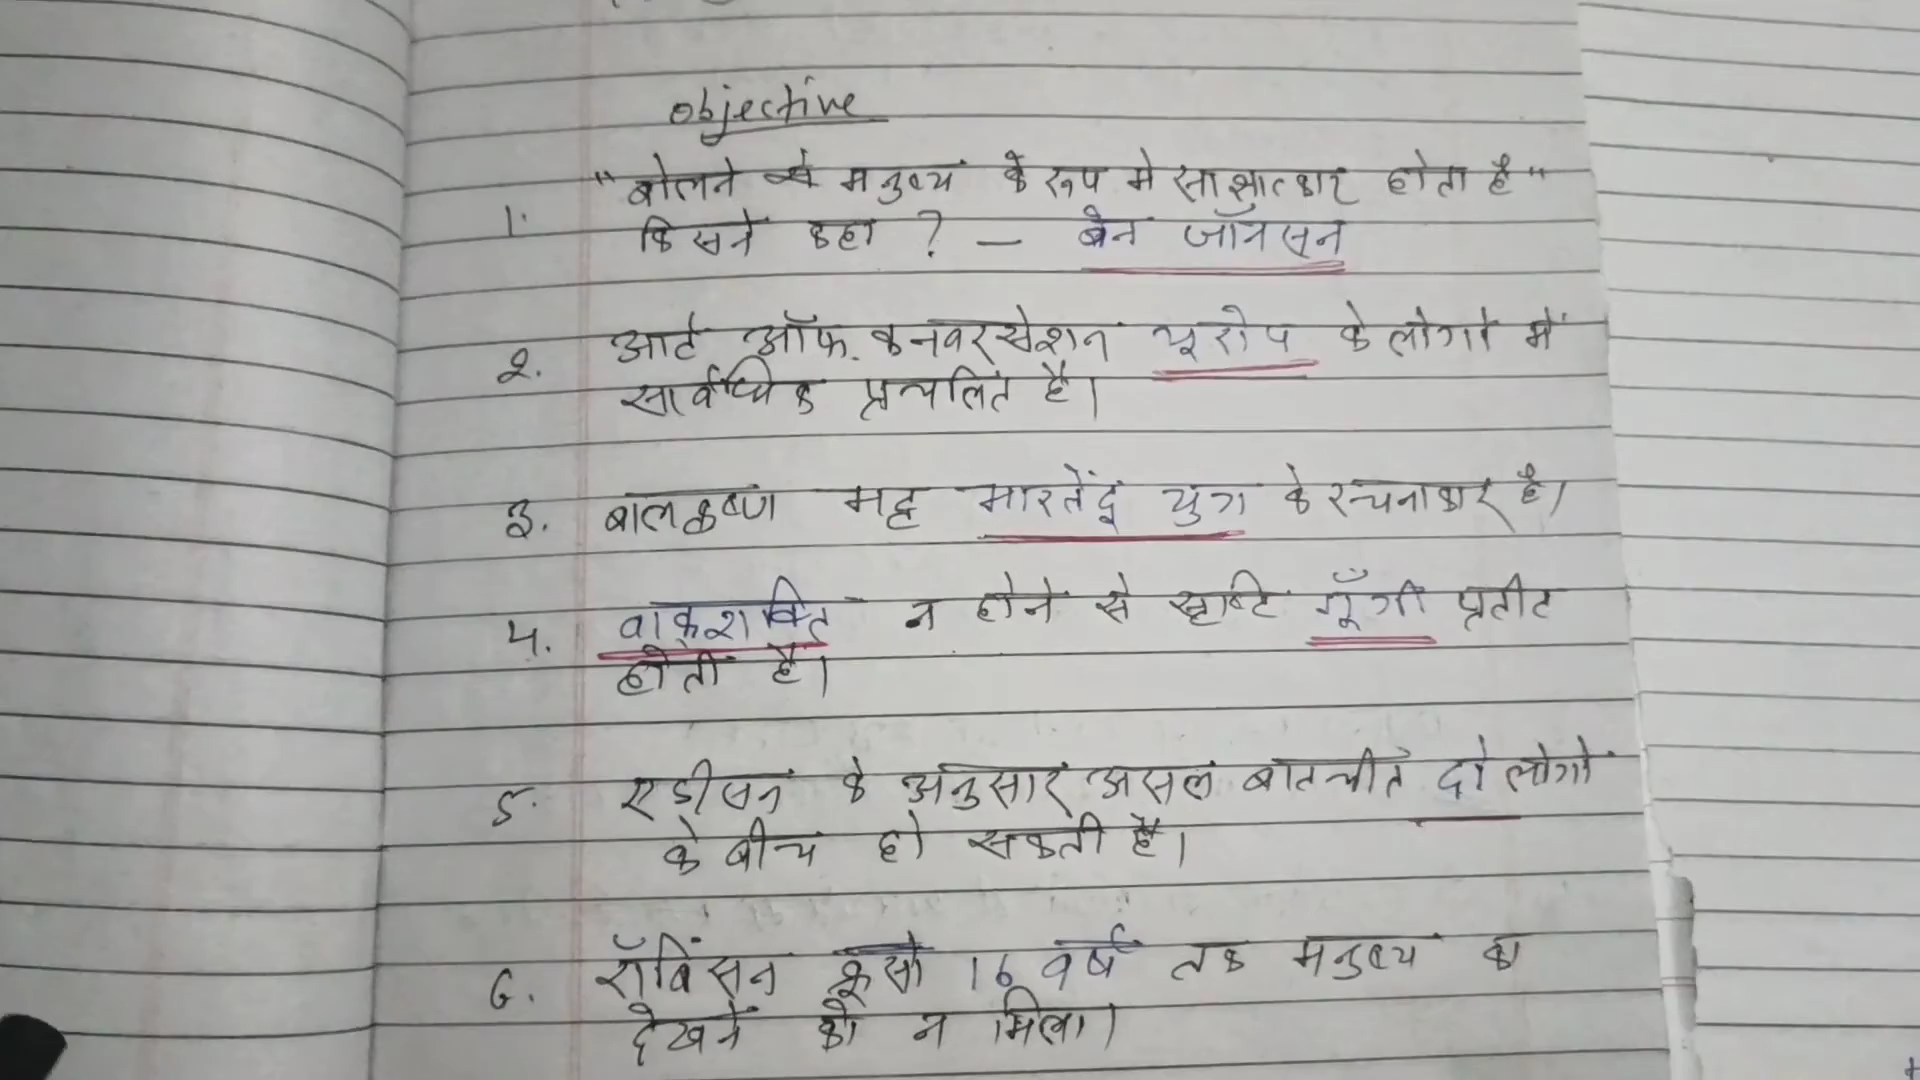 objective
1. "बोलने से मनुष्य के रूप मे साक्षात्कार होता है"
किसने कहा ? — बेन जॉनसन
2. आर्ट ऑफ. कनवरसेशन यूरोप के लोगों में
सार्वधिक प्रचलित है।
3. बालकृष्ण भट्ट भारतेंदु युग के रचनाकार है।
4. वाक्शक्ति न होने से सृष्टि गूँगी प्रतीत
होती है।
5. एडीसन के अनुसार असल बातचीत दो लोगों
के बीच हो सकती है।
6. रॉबिंसन क्रूसो 16 वर्ष तक मनुष्य का
देखने को न मिला।